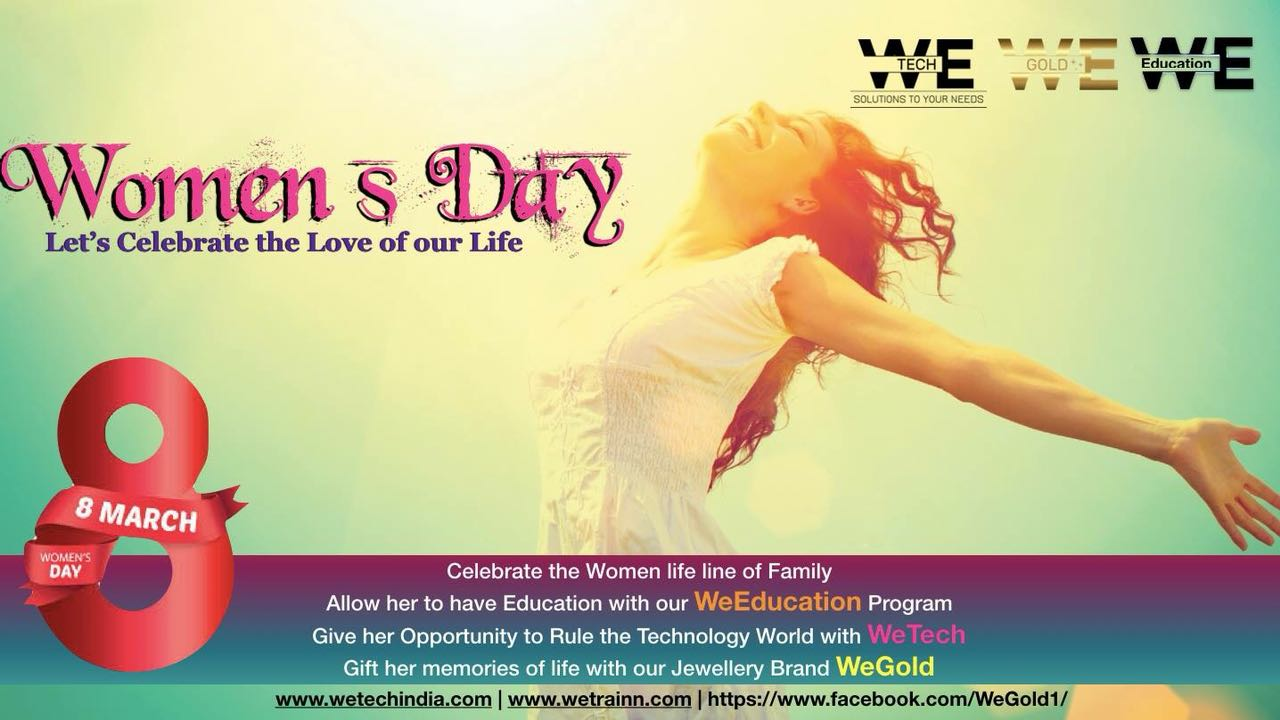 WE
TECH
SOLUTIONS TO YOUR NEEDS
WE
GOLD
WE
Education
Women s Day
Let's Celebrate the Love of our Life
8
8 MARCH
WOMEN'S
DAY
Celebrate the Women life line of Family
Allow her to have Education with our WeEducation Program
Give her Opportunity to Rule the Technology World with WeTech
Gift her memories of life with our Jewellery Brand WeGold
www.wetechindia.com | www.wetrainn.com | https://www.facebook.com/WeGold1/